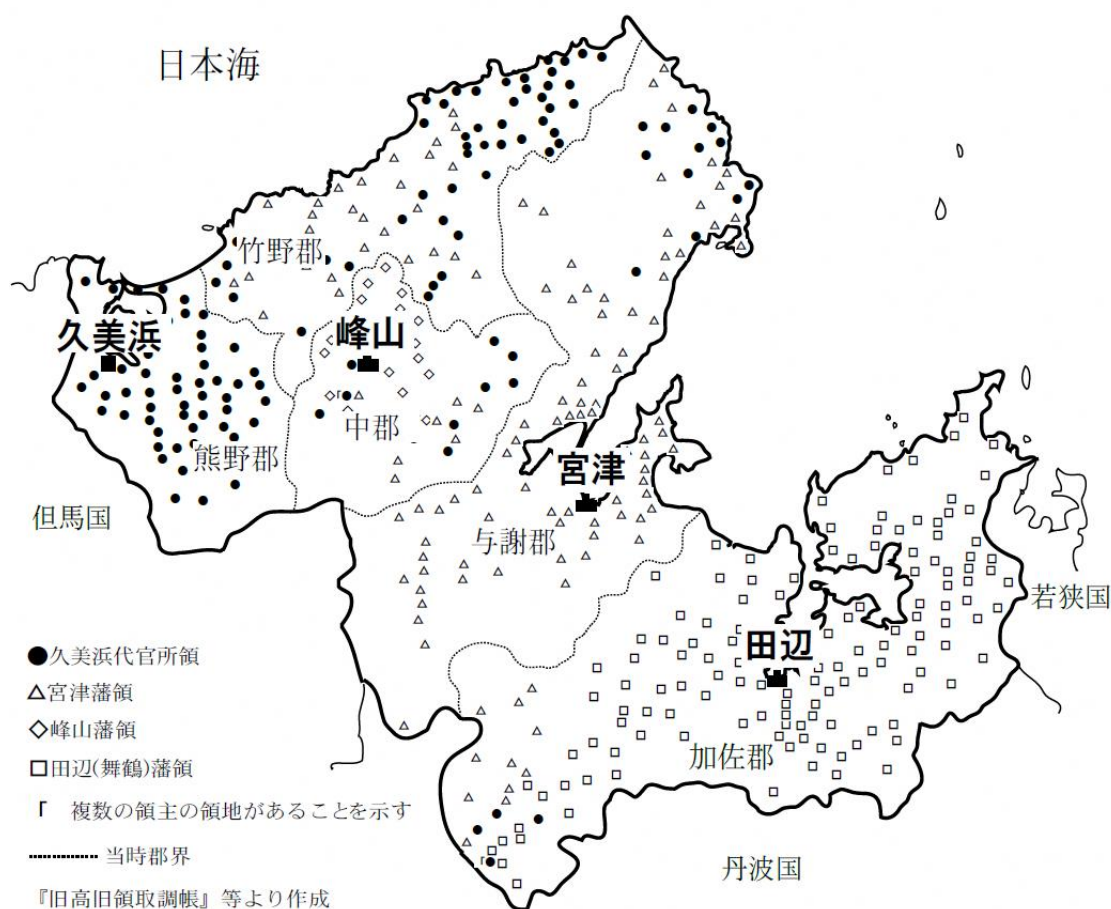 日本海
竹野郡
久美浜
峰山
中郡
熊野郡
宮津
但馬国
与謝郡
若狭国
田辺
加佐郡
丹波国
●久美浜代官所領
△宮津藩領
◇峰山藩領
□田辺(舞鶴)藩領
「 複数の領主の領地があることを示す
当時郡界
『旧高旧領取調帳』等より作成